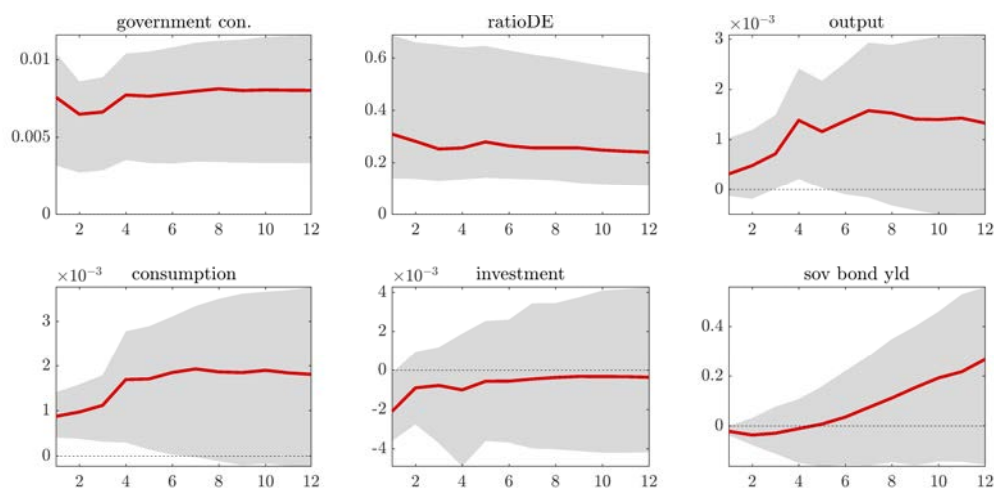 government con.
0.01
0.005
0
2 4 6 8 10 12
ratioDE
0.6
0.4
0.2
0
2 4 6 8 10 12
×10⁻³ output
3
2
1
0
2 4 6 8 10 12
×10⁻³ consumption
3
2
1
0
2 4 6 8 10 12
×10⁻³ investment
4
2
0
-2
-4
2 4 6 8 10 12
sov bond yld
0.4
0.2
0
2 4 6 8 10 12